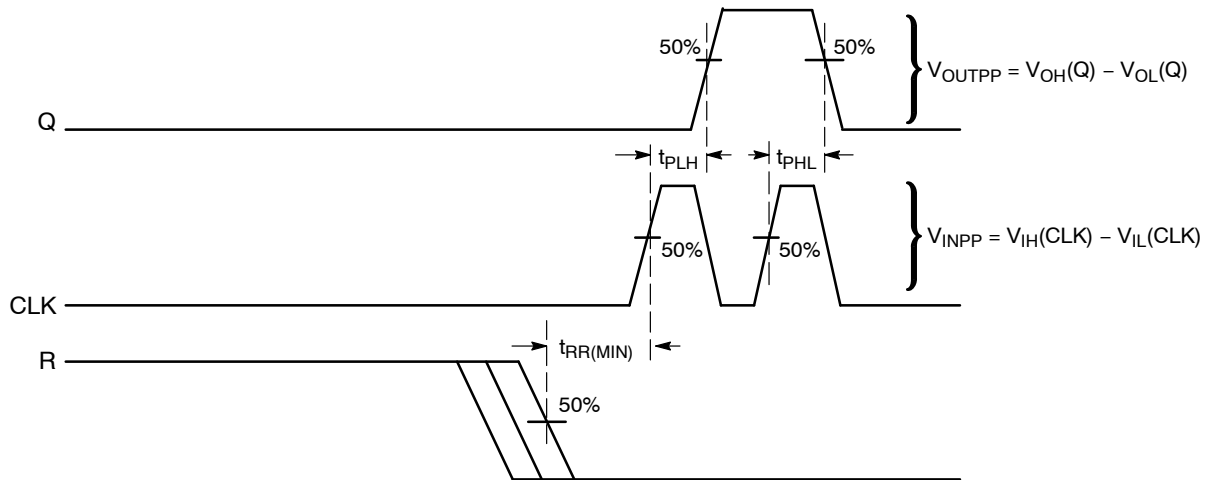 50%
50%
V_OUTPP = V_OH(Q) − V_OL(Q)
Q
t_PLH
t_PHL
50%
50%
V_INPP = V_IH(CLK) − V_IL(CLK)
CLK
t_RR(MIN)
R
50%